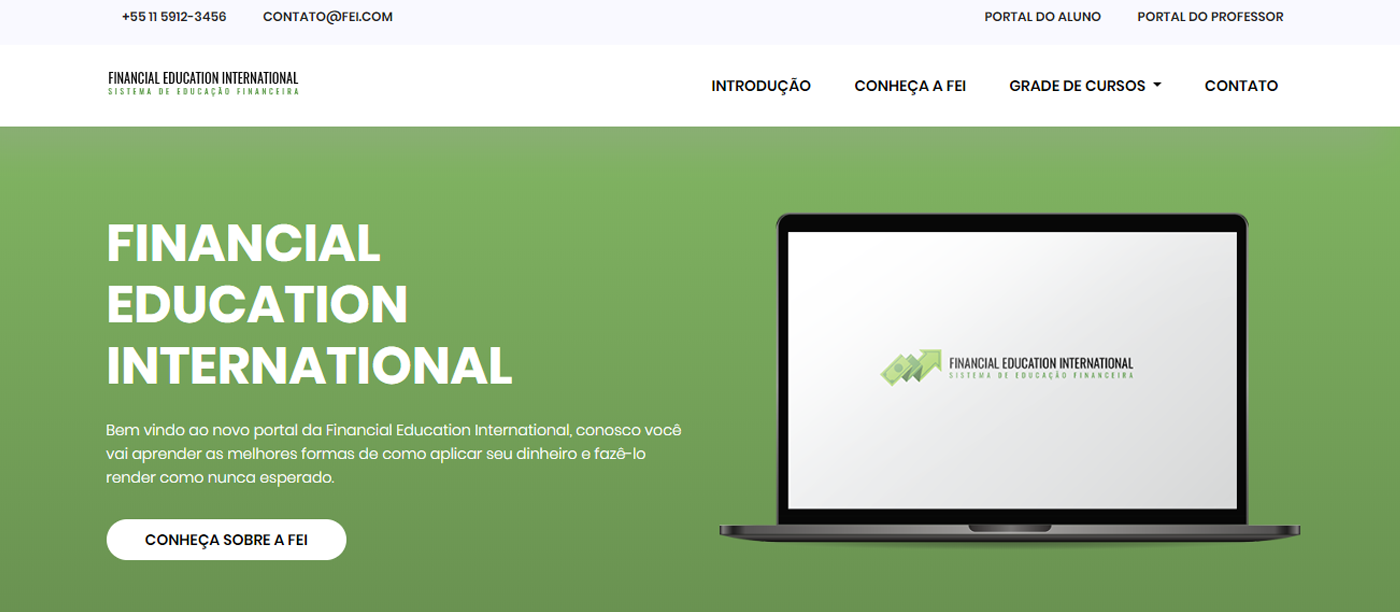 +55 11 5912-3456 CONTATO@FEI.COM PORTAL DO ALUNO PORTAL DO PROFESSOR
FINANCIAL EDUCATION INTERNATIONAL
SISTEMA DE EDUCAÇÃO FINANCEIRA
INTRODUÇÃO CONHEÇA A FEI GRADE DE CURSOS CONTATO
FINANCIAL
EDUCATION
INTERNATIONAL
Bem vindo ao novo portal da Financial Education International, conosco você
vai aprender as melhores formas de como aplicar seu dinheiro e fazê-lo
render como nunca esperado.
CONHEÇA SOBRE A FEI
FINANCIAL EDUCATION INTERNATIONAL
SISTEMA DE EDUCAÇÃO FINANCEIRA